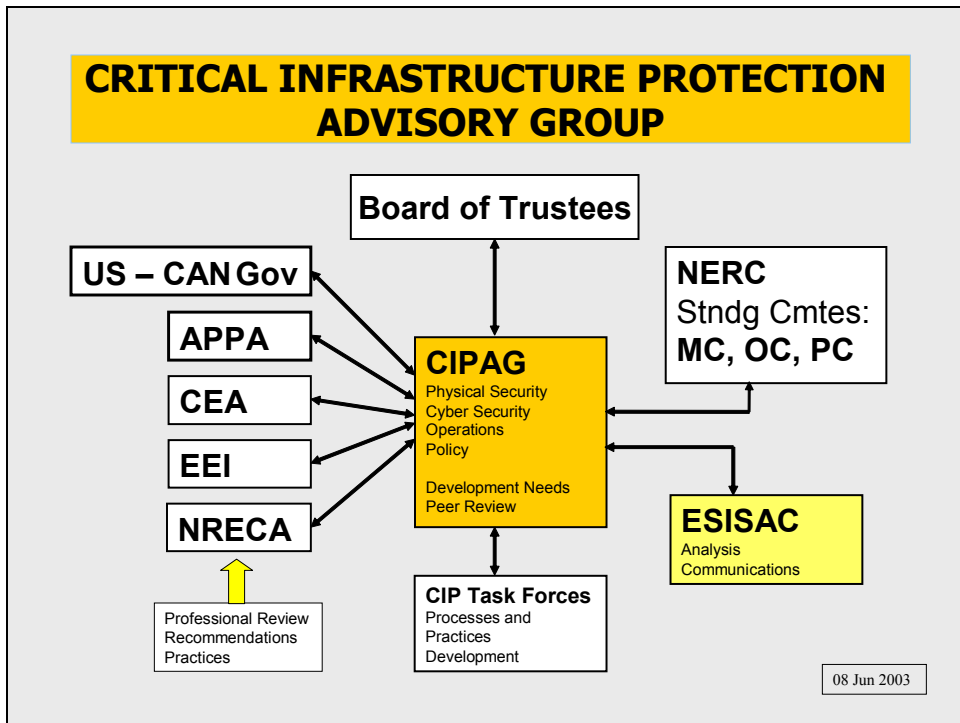 CRITICAL INFRASTRUCTURE PROTECTION
ADVISORY GROUP
Board of Trustees
US – CAN Gov
APPA
CEA
EEI
NRECA
Professional Review
Recommendations
Practices
CIPAG
Physical Security
Cyber Security
Operations
Policy
Development Needs
Peer Review
CIP Task Forces
Processes and
Practices
Development
NERC
Stndg Cmtes:
MC, OC, PC
ESISAC
Analysis
Communications
08 Jun 2003